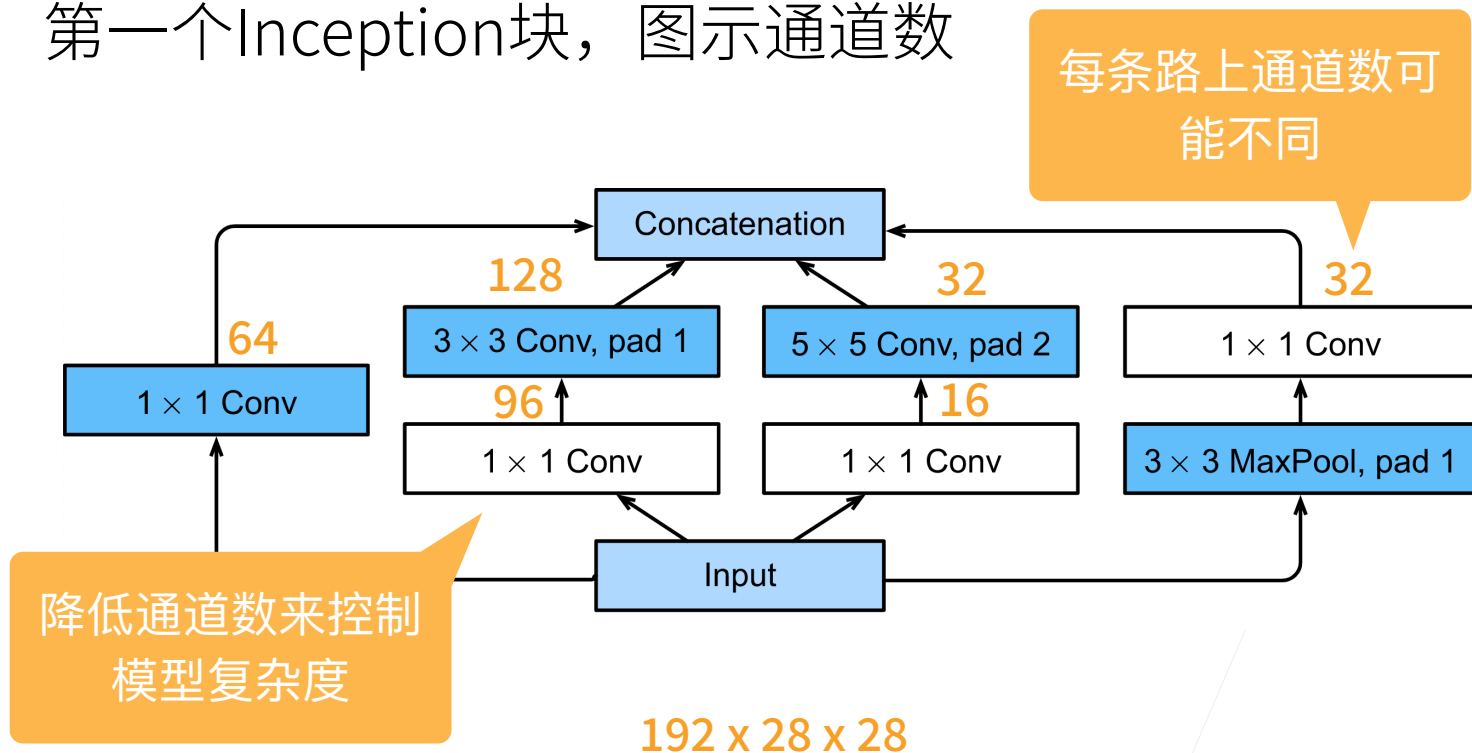 第一个Inception块，图示通道数
每条路上通道数可
能不同
Concatenation
128
32
32
64
3 × 3 Conv, pad 1
5 × 5 Conv, pad 2
1 × 1 Conv
1 × 1 Conv
96
16
1 × 1 Conv
1 × 1 Conv
3 × 3 MaxPool, pad 1
Input
降低通道数来控制
模型复杂度
192 x 28 x 28